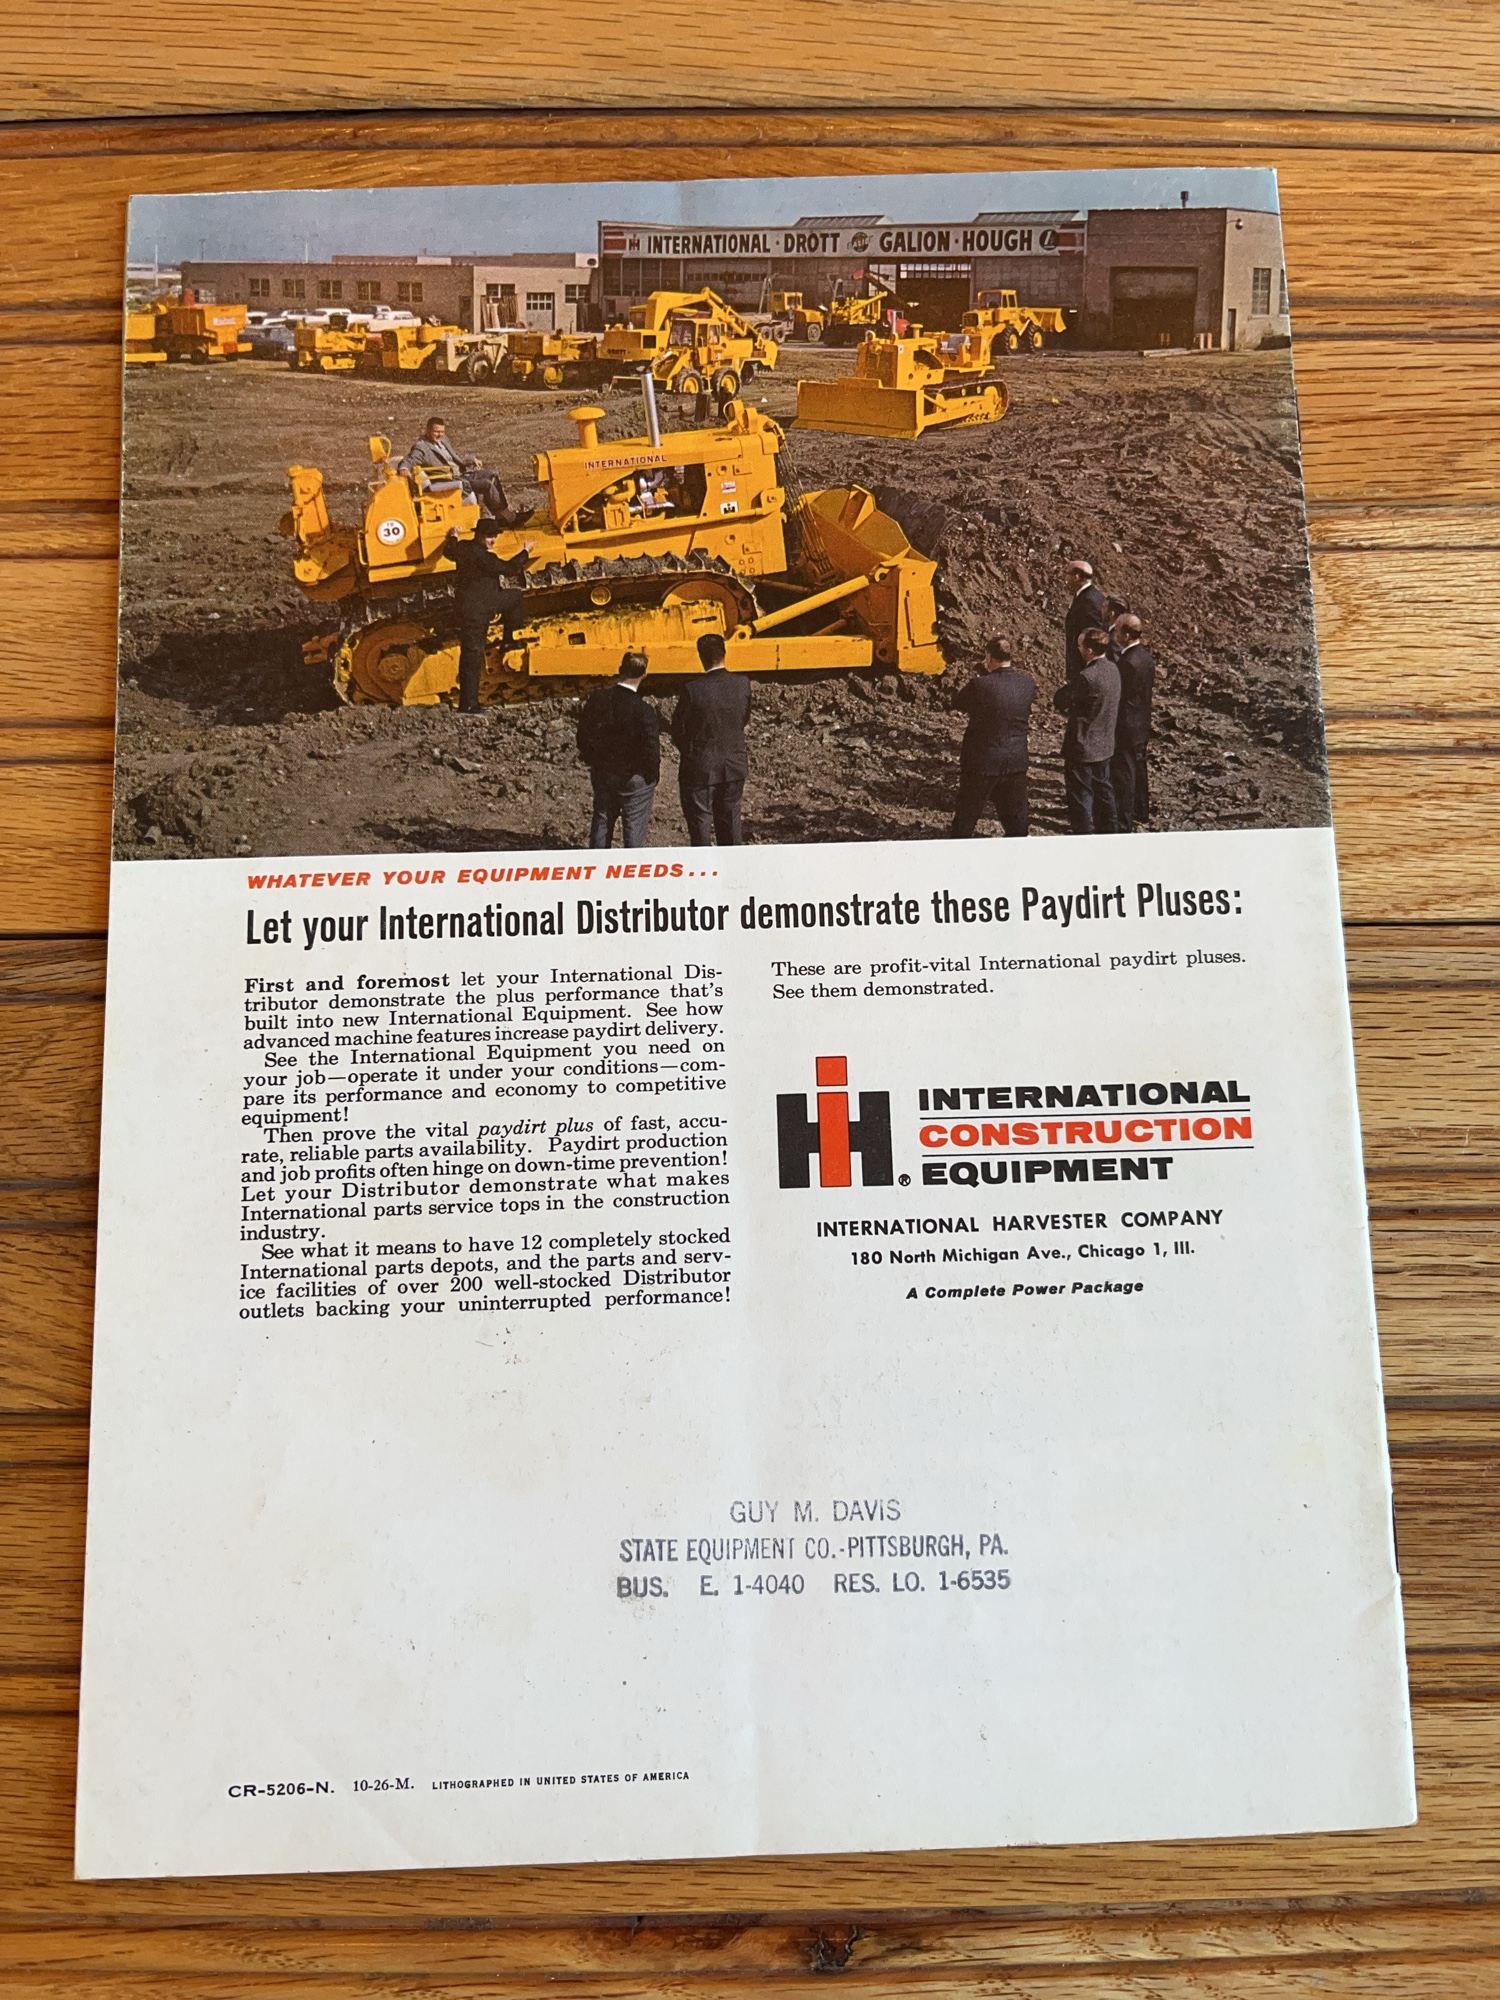 INTERNATIONAL · DROTT GALION · HOUGH
INTERNATIONAL
30
WHATEVER YOUR EQUIPMENT NEEDS...
Let your International Distributor demonstrate these Paydirt Pluses:
First and foremost let your International Dis-
tributor demonstrate the plus performance that's
built into new International Equipment. See how
advanced machine features increase paydirt delivery.
See the International Equipment you need on
your job—operate it under your conditions—com-
pare its performance and economy to competitive
equipment!
Then prove the vital paydirt plus of fast, accu-
rate, reliable parts availability. Paydirt production
and job profits often hinge on down-time prevention!
Let your Distributor demonstrate what makes
International parts service tops in the construction
industry.
See what it means to have 12 completely stocked
International parts depots, and the parts and serv-
ice facilities of over 200 well-stocked Distributor
outlets backing your uninterrupted performance!
These are profit-vital International paydirt pluses.
See them demonstrated.
IH®
INTERNATIONAL
CONSTRUCTION
EQUIPMENT
INTERNATIONAL HARVESTER COMPANY
180 North Michigan Ave., Chicago 1, Ill.
A Complete Power Package
GUY M. DAVIS
STATE EQUIPMENT CO.-PITTSBURGH, PA.
BUS. E. 1-4040 RES. LO. 1-6535
CR-5206-N. 10-26-M. LITHOGRAPHED IN UNITED STATES OF AMERICA